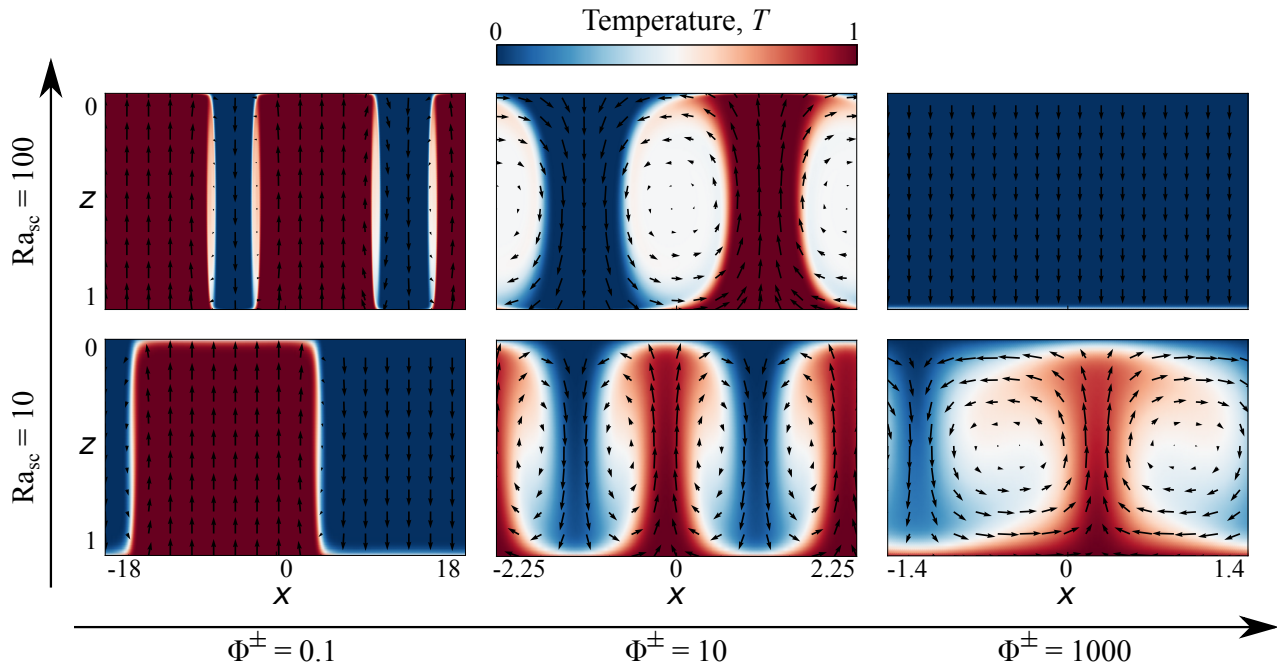 Temperature, T
0 1
Ra_sc = 100
0
z
1
Ra_sc = 10
0
z
1
-18 0 18
x
-2.25 0 2.25
x
-1.4 0 1.4
x
Φ± = 0.1
Φ± = 10
Φ± = 1000